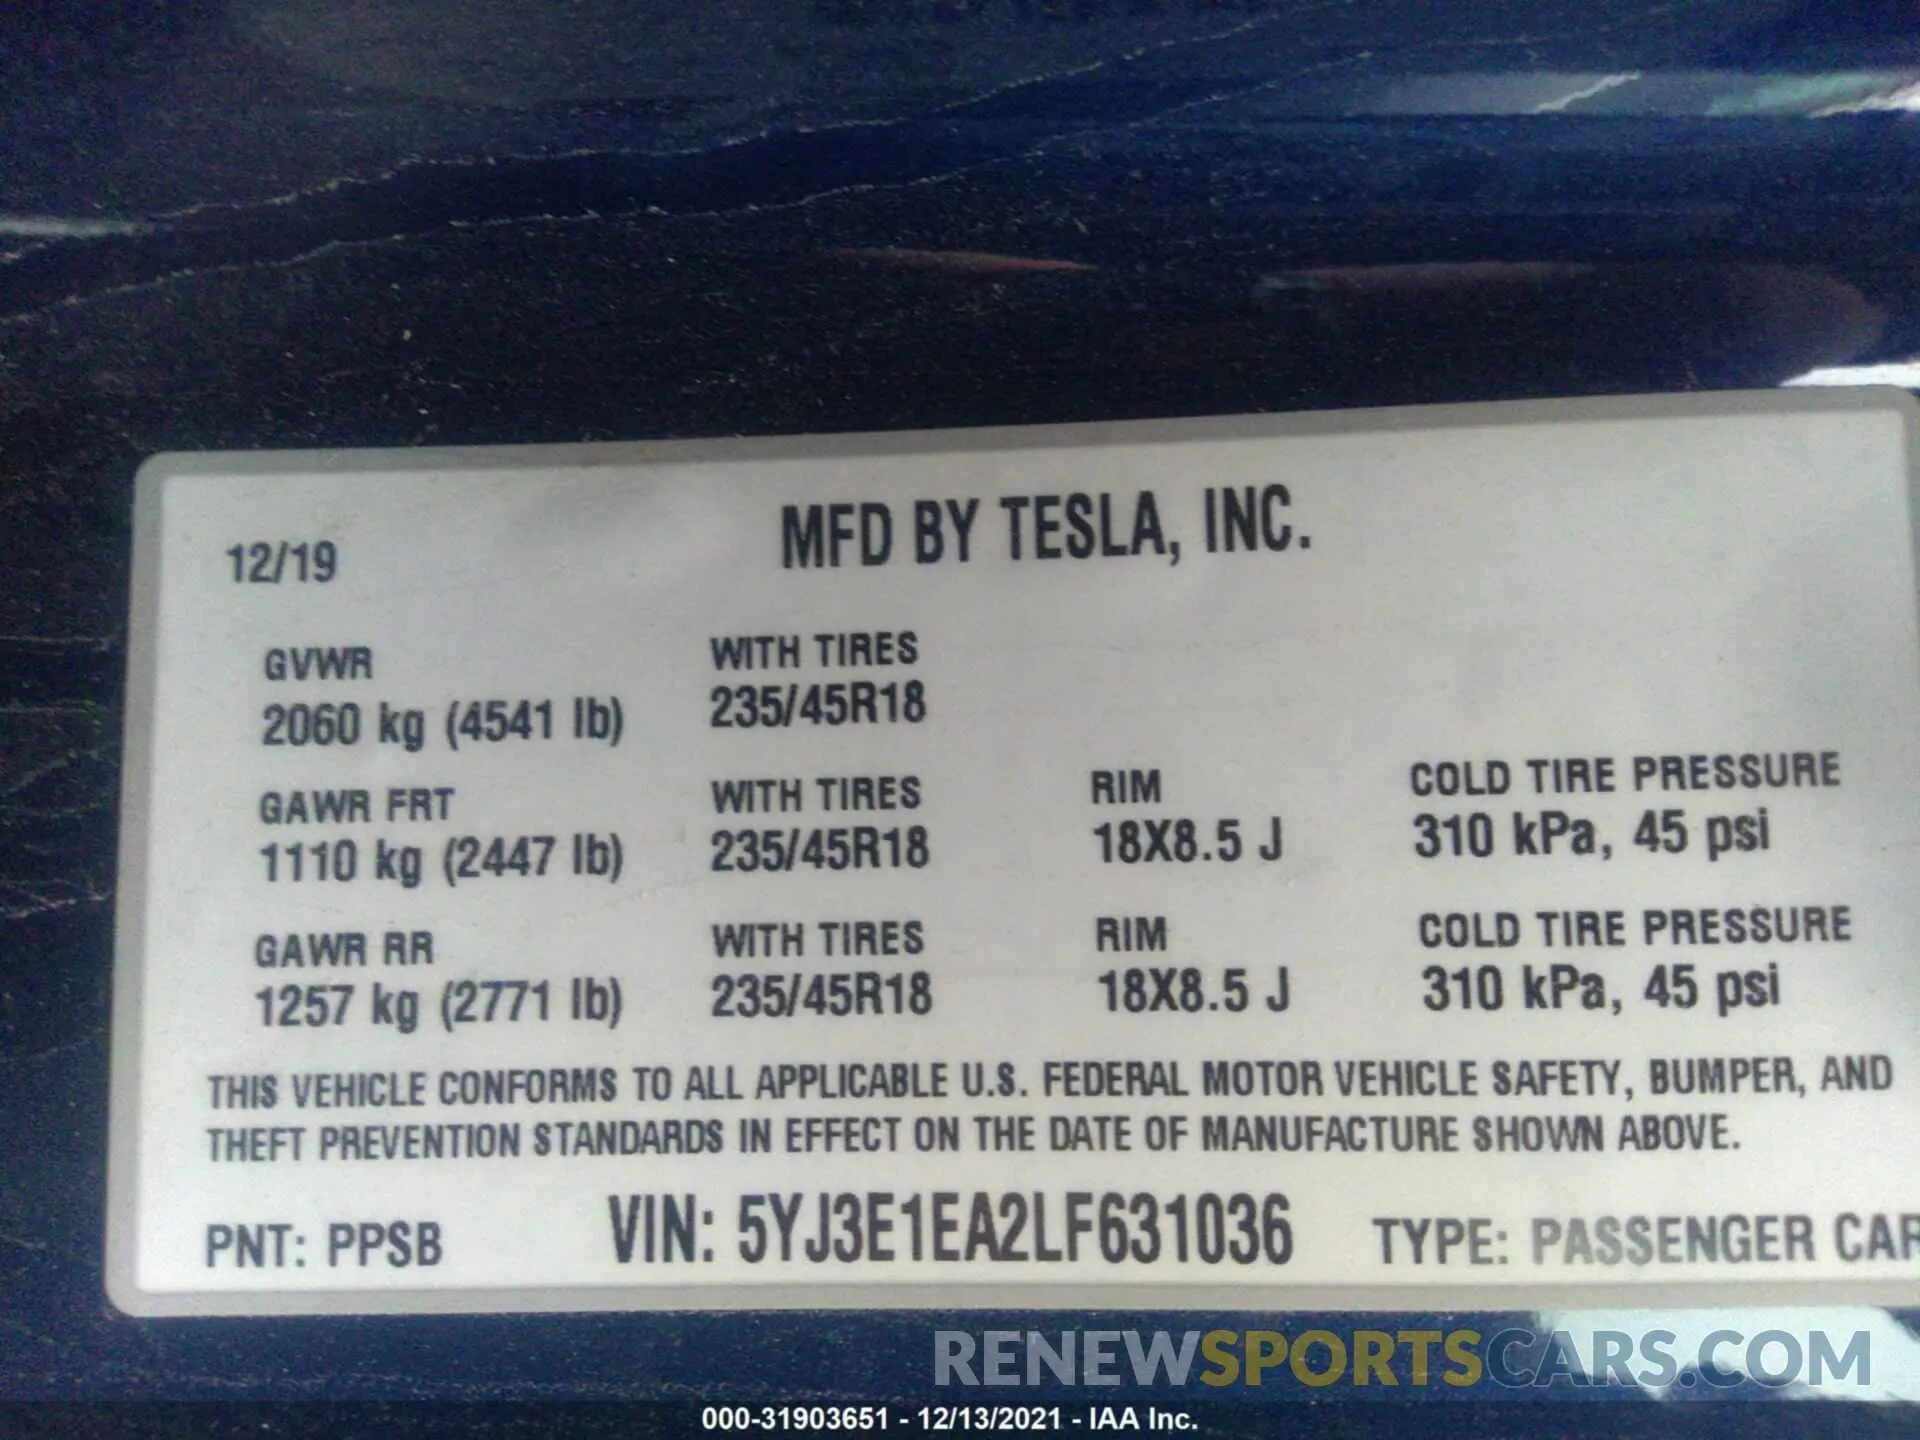 12/19 MFD BY TESLA, INC.
GVWR WITH TIRES
2060 kg (4541 lb) 235/45R18
GAWR FRT WITH TIRES RIM COLD TIRE PRESSURE
1110 kg (2447 lb) 235/45R18 18X8.5 J 310 kPa, 45 psi
GAWR RR WITH TIRES RIM COLD TIRE PRESSURE
1257 kg (2771 lb) 235/45R18 18X8.5 J 310 kPa, 45 psi
THIS VEHICLE CONFORMS TO ALL APPLICABLE U.S. FEDERAL MOTOR VEHICLE SAFETY, BUMPER, AND
THEFT PREVENTION STANDARDS IN EFFECT ON THE DATE OF MANUFACTURE SHOWN ABOVE.
PNT: PPSB VIN: 5YJ3E1EA2LF631036 TYPE: PASSENGER CAR
RENEWSPORTSCARS.COM
000-31903651 - 12/13/2021 - IAA Inc.